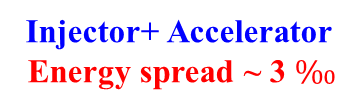 Injector+ Accelerator
Energy spread ~ 3 ‰